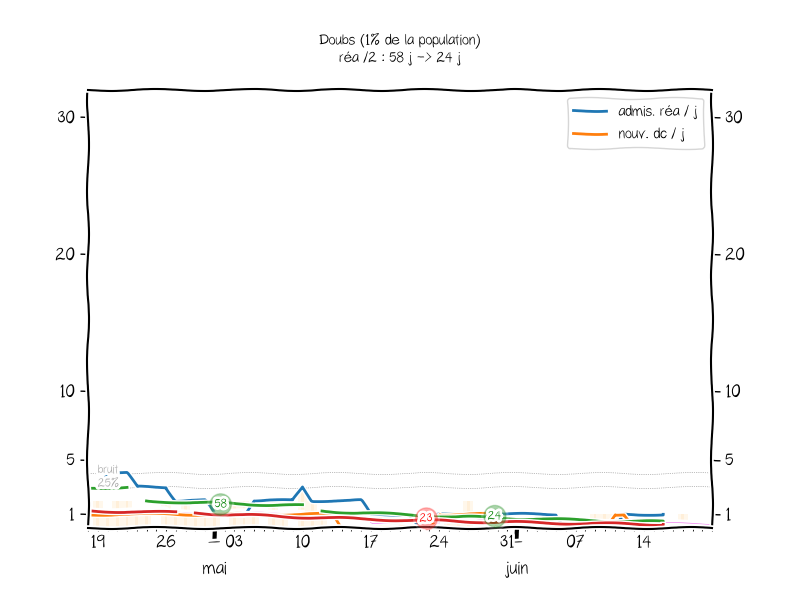 Doubs (1% de la population)
réa /2 : 58 j -> 24 j
admis. réa / j
nouv. dc / j
30 30
20 20
10 10
5 5
bruit
25%
58
23
24
1 1
19 26 03 10 17 24 31 07 14
mai juin